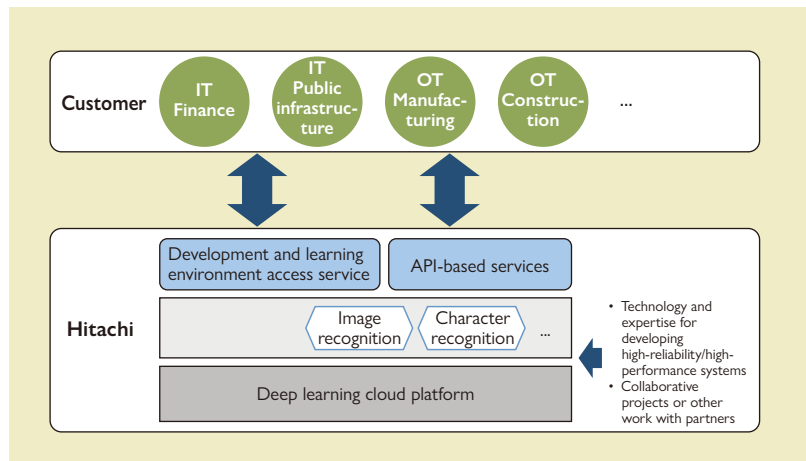 Customer
IT
Finance
IT
Public
infrastruc-
ture
OT
Manufac-
turing
OT
Construc-
tion
...
Hitachi
Development and learning
environment access service
API-based services
Image
recognition
Character
recognition
...
Deep learning cloud platform
• Technology and
expertise for
developing
high-reliability/high-
performance systems
• Collaborative
projects or other
work with partners